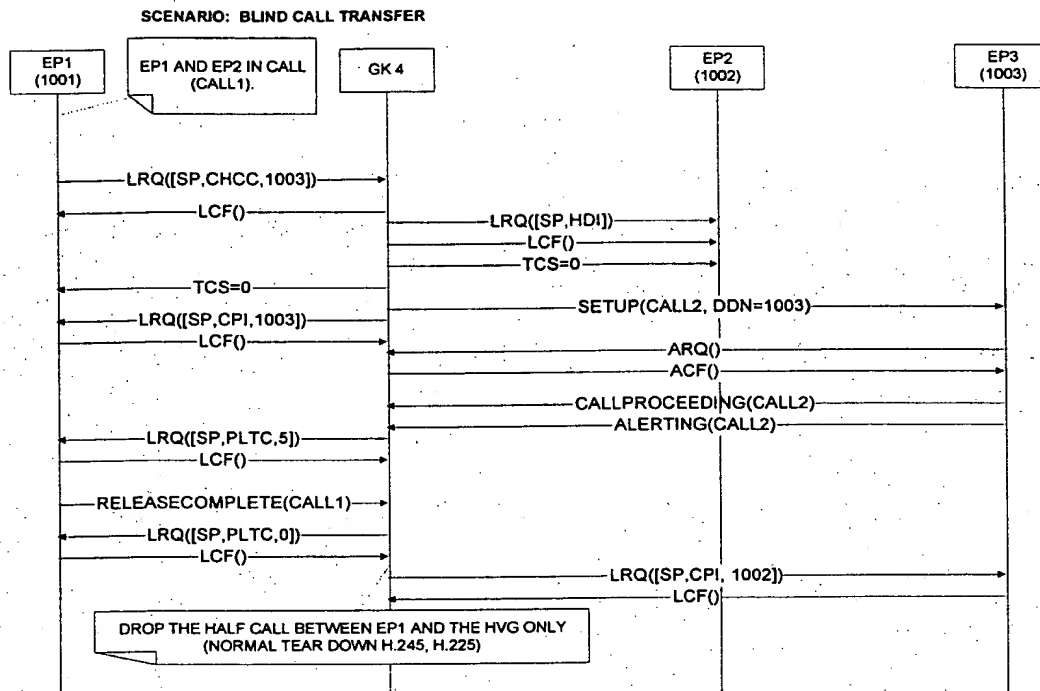 SCENARIO: BLIND CALL TRANSFER
EP1
(1001)
EP1 AND EP2 IN CALL
(CALL1).
GK 4
EP2
(1002)
EP3
(1003)
LRQ([SP,CHCC,1003])
LCF()
LRQ([SP,HDI])
LCF()
TCS=0
TCS=0
SETUP(CALL2, DDN=1003)
LRQ([SP,CPI,1003])
LCF()
ARQ()
ACF()
CALLPROCEEDING(CALL2)
ALERTING(CALL2)
LRQ([SP,PLTC,5])
LCF()
RELEASECOMPLETE(CALL1)
LRQ([SP,PLTC,0])
LCF()
LRQ([SP,CPI, 1002])
LCF()
DROP THE HALF CALL BETWEEN EP1 AND THE HVG ONLY
(NORMAL TEAR DOWN H.245, H.225)